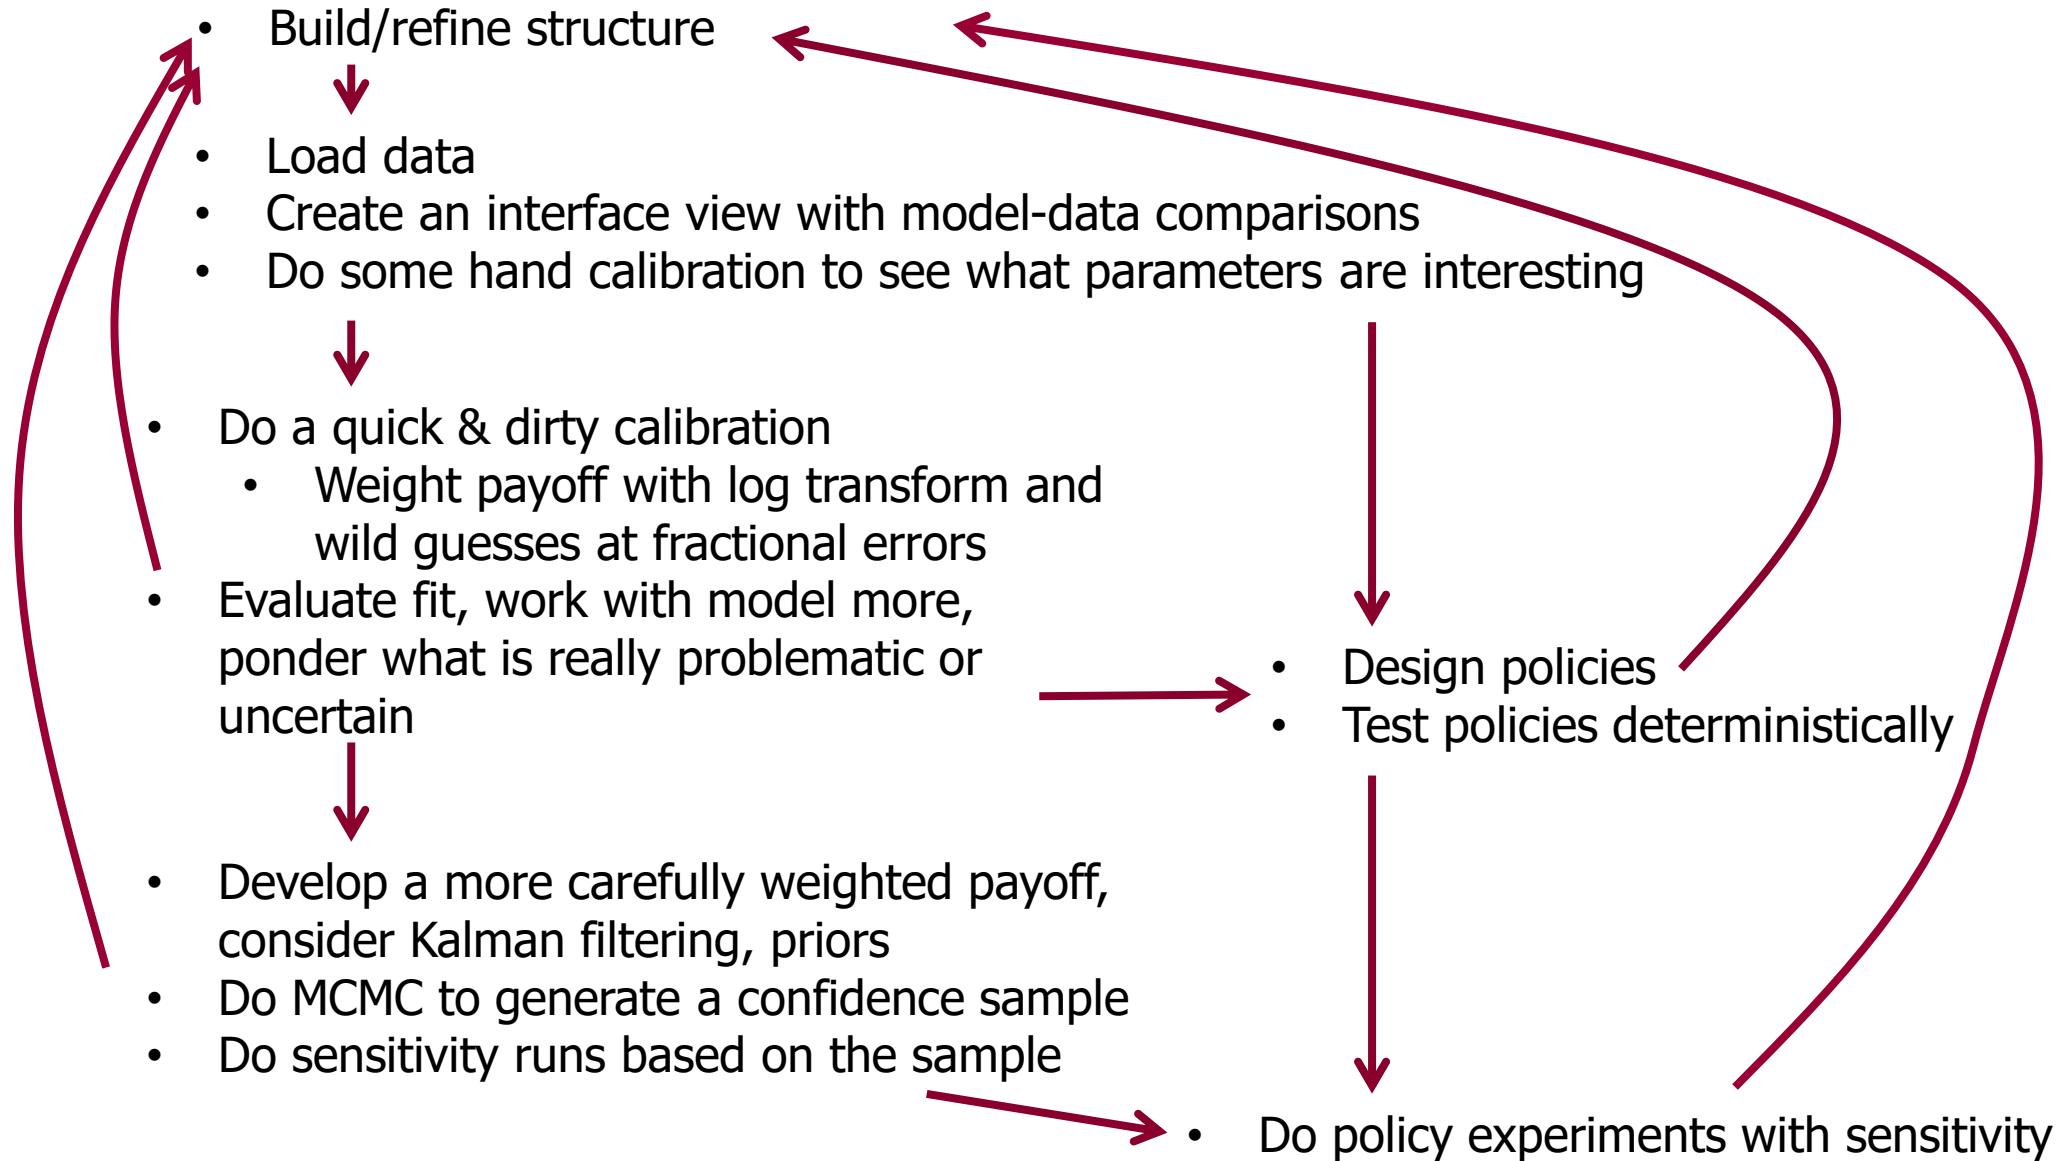 • Build/refine structure
• Load data
• Create an interface view with model-data comparisons
• Do some hand calibration to see what parameters are interesting
• Do a quick & dirty calibration
• Weight payoff with log transform and
wild guesses at fractional errors
• Evaluate fit, work with model more,
ponder what is really problematic or
uncertain
• Design policies
• Test policies deterministically
• Develop a more carefully weighted payoff,
consider Kalman filtering, priors
• Do MCMC to generate a confidence sample
• Do sensitivity runs based on the sample
• Do policy experiments with sensitivity